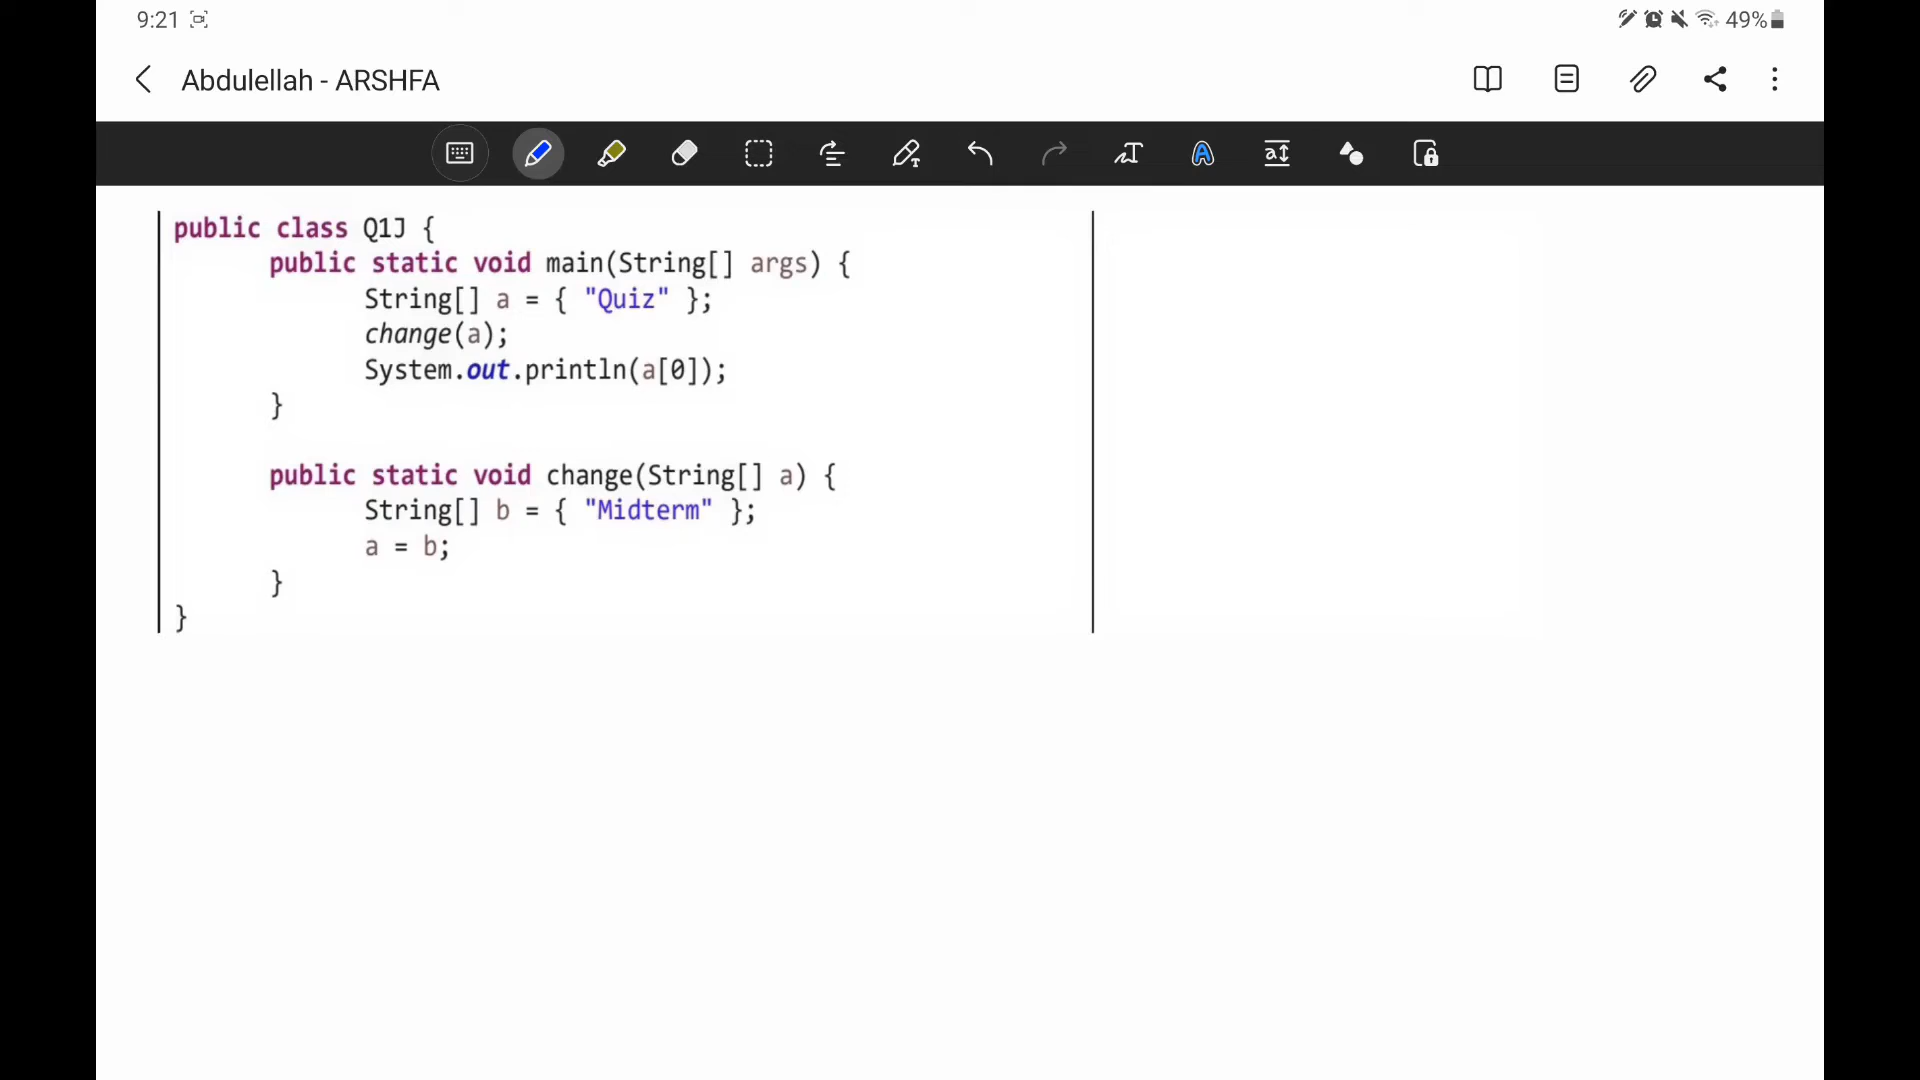 9:21
49%
Abdulellah - ARSHFA
public class Q1J {
public static void main(String[] args) {
String[] a = { "Quiz" };
change(a);
System.out.println(a[0]);
}
public static void change(String[] a) {
String[] b = { "Midterm" };
a = b;
}
}